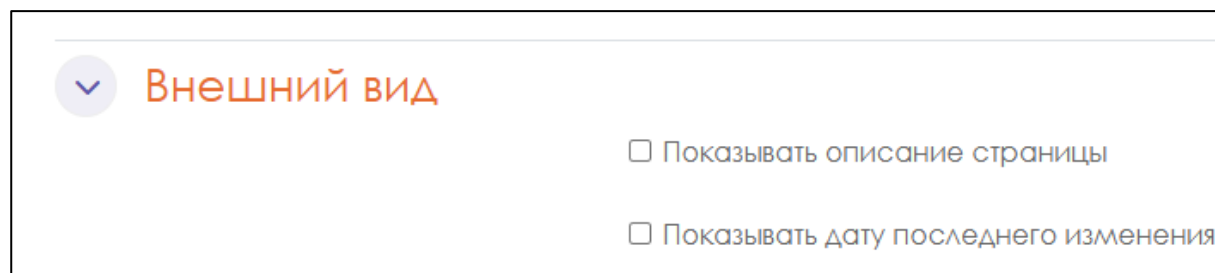 Внешний вид
Показывать описание страницы
Показывать дату последнего изменения